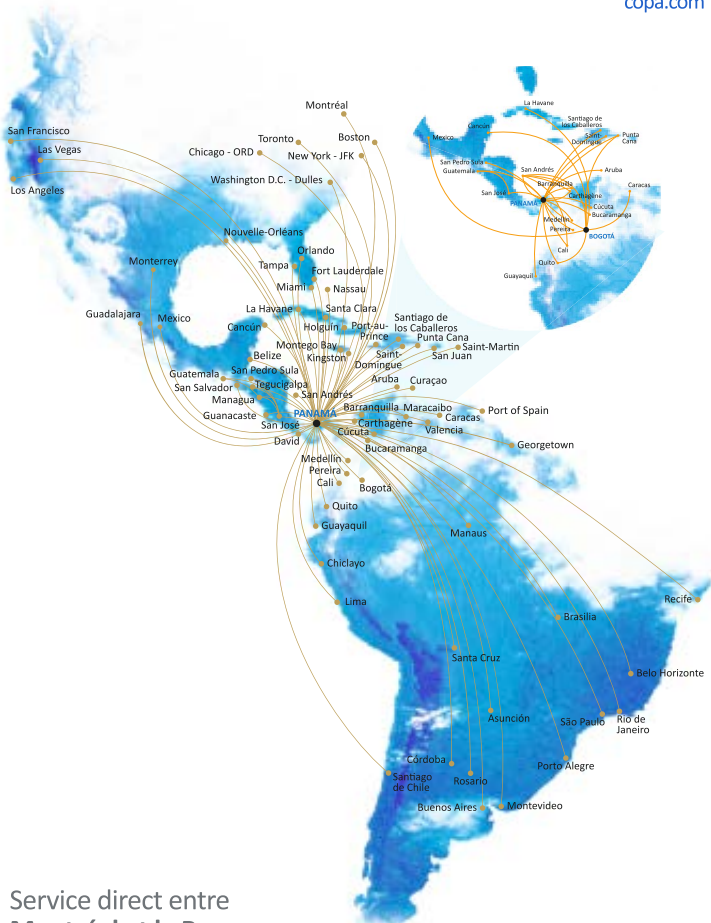 copa.com
Montréal
Toronto
Boston
Chicago - ORD
New York - JFK
Washington D.C. - Dulles
San Francisco
Las Vegas
Los Angeles
Nouvelle-Orléans
Orlando
Tampa
Fort Lauderdale
Miami
Nassau
Monterrey
Guadalajara
Mexico
La Havane
Santa Clara
Cancún
Holguín
Port-au-
Prince
Santiago de
los Caballeros
Punta Cana
Saint-Martin
San Juan
Montego Bay
Kingston
Saint-
Domingue
Belize
Guatemala
San Pedro Sula
San Salvador
Tegucigalpa
Managua
San Andrés
Aruba
Curaçao
Guanacaste
San José
PANAMÁ
David
Barranquilla
Maracaibo
Port of Spain
Carthagène
Caracas
Cúcuta
Valencia
Bucaramanga
Georgetown
Medellín
Pereira
Cali
Bogotá
Quito
Guayaquil
Manaus
Chiclayo
Lima
Recife
Brasilia
Santa Cruz
Belo Horizonte
Asunción
São Paulo
Rio de
Janeiro
Córdoba
Rosario
Porto Alegre
Santiago
de Chile
Buenos Aires
Montevideo
La Havane
Cancún
Santiago de
los Caballeros
Mexico
Saint-
Domingue
Punta
Cana
San Pedro Sula
Guatemala
San Andrés
Aruba
Barranquilla
Caracas
San José
Carthagène
PANAMÁ
Cúcuta
Bucaramanga
Medellín
Pereira
BOGOTÁ
Cali
Quito
Guayaquil
Service direct entre